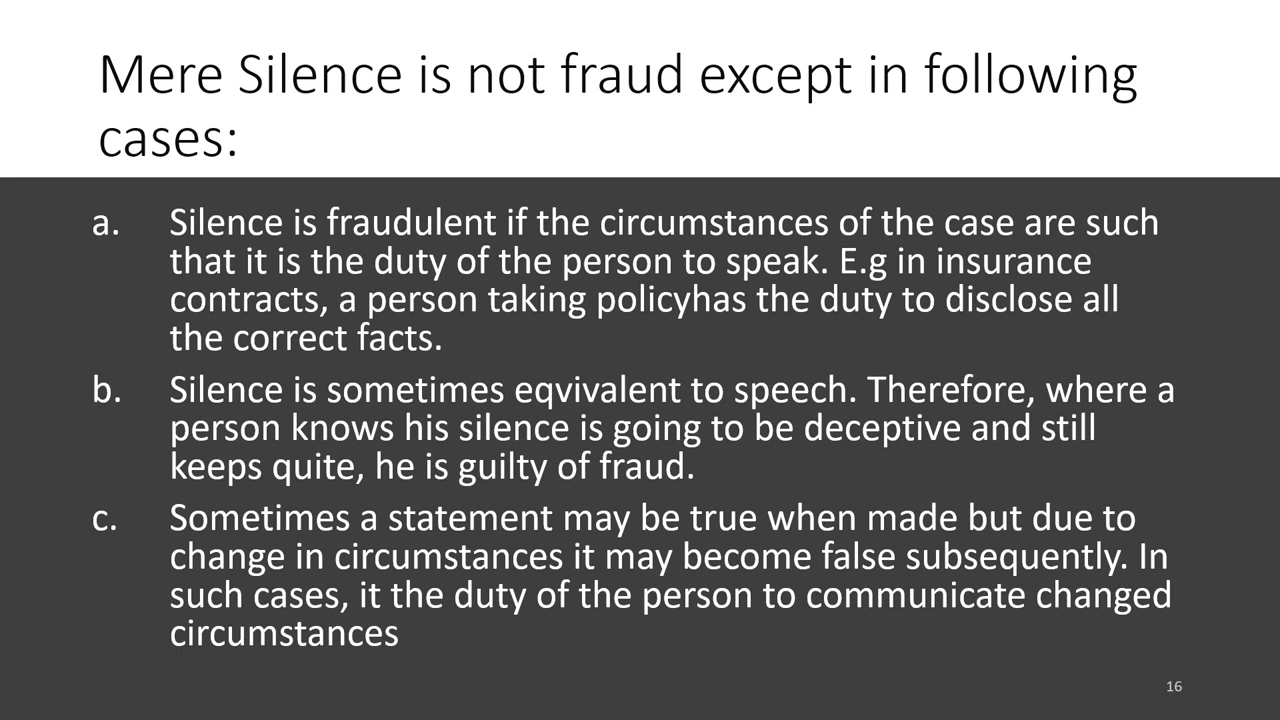 Mere Silence is not fraud except in following
cases:
a. Silence is fraudulent if the circumstances of the case are such
that it is the duty of the person to speak. E.g in insurance
contracts, a person taking policyhas the duty to disclose all
the correct facts.
b. Silence is sometimes eqvivalent to speech. Therefore, where a
person knows his silence is going to be deceptive and still
keeps quite, he is guilty of fraud.
c. Sometimes a statement may be true when made but due to
change in circumstances it may become false subsequently. In
such cases, it the duty of the person to communicate changed
circumstances
16